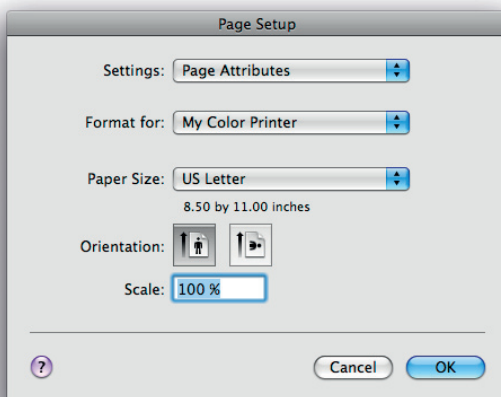 Page Setup
Settings: Page Attributes
Format for: My Color Printer
Paper Size: US Letter
8.50 by 11.00 inches
Orientation:
Scale: 100 %
? Cancel OK